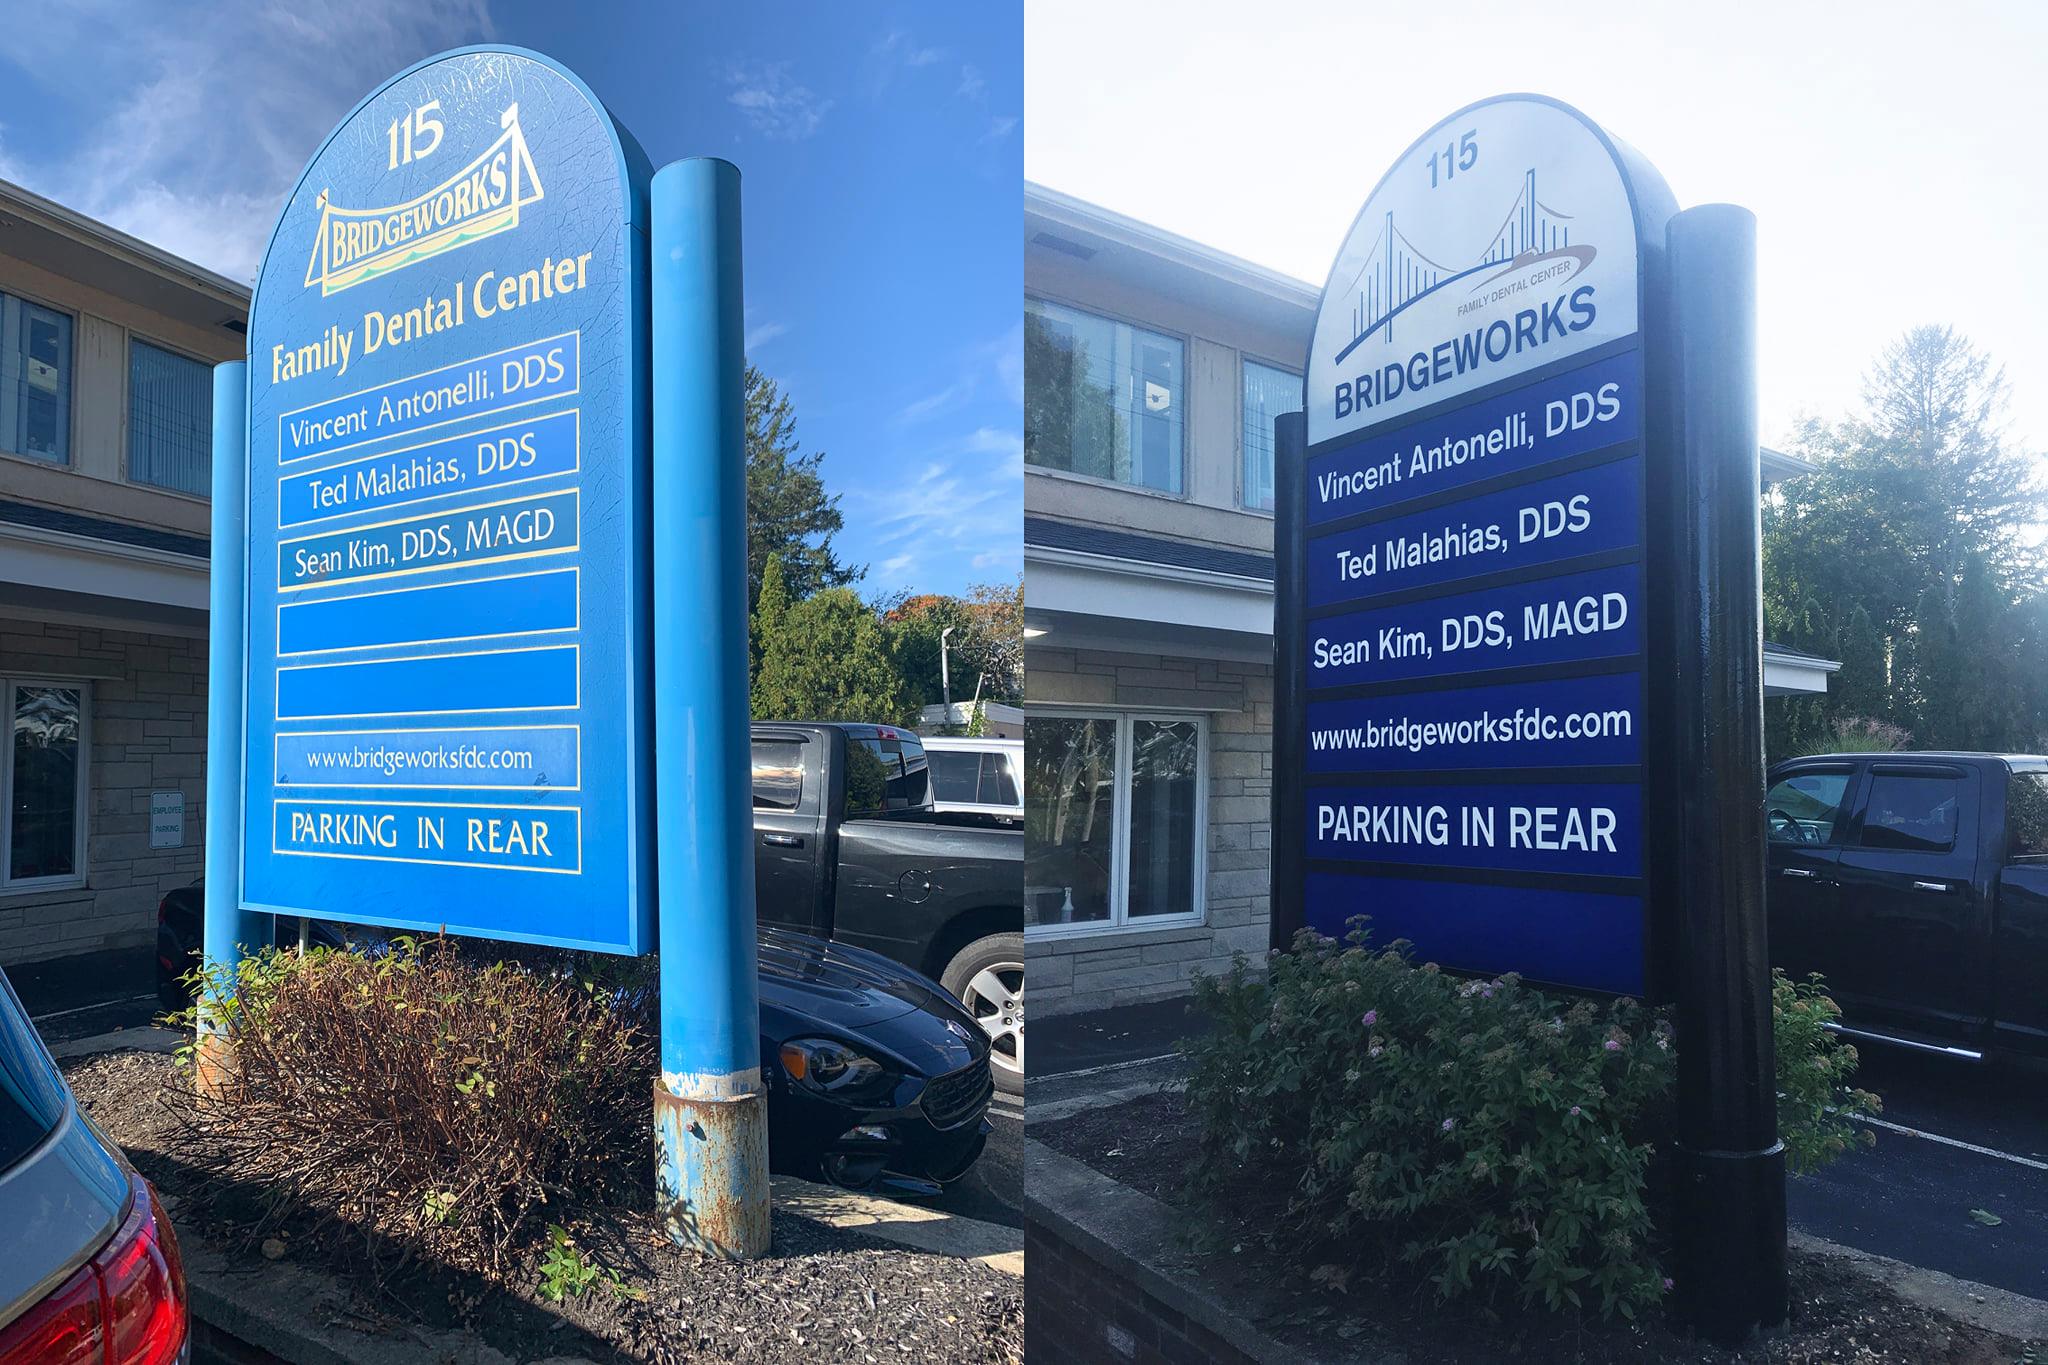 115
BRIDGEWORKS
Family Dental Center
Vincent Antonelli, DDS
Ted Malahias, DDS
Sean Kim, DDS, MAGD
www.bridgeworksfdc.com
PARKING IN REAR
EMPLOYEE
PARKING
115
FAMILY DENTAL CENTER
BRIDGEWORKS
Vincent Antonelli, DDS
Ted Malahias, DDS
Sean Kim, DDS, MAGD
www.bridgeworksfdc.com
PARKING IN REAR